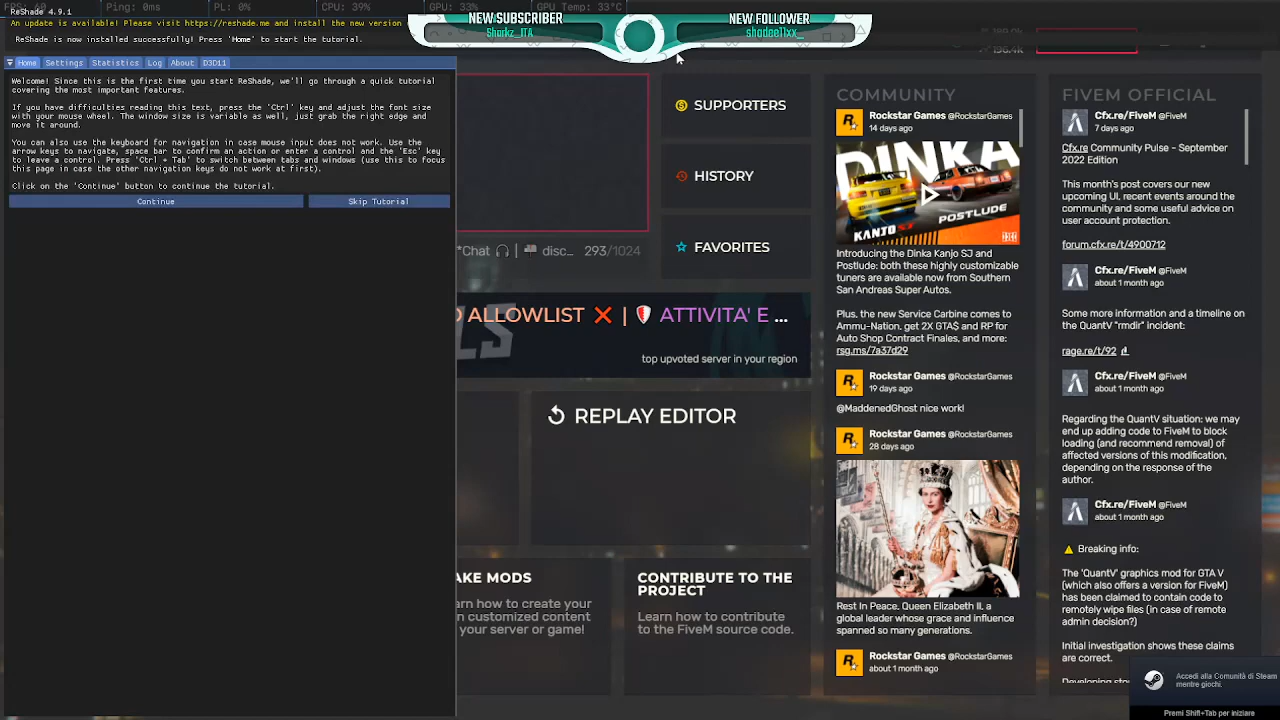 FPS: 40 Ping: 0ms PL: 0% CPU: 39% GPU: 33% GPU Temp: 33°C
ReShade 4.9.1
An update is available! Please visit https://reshade.me and install the new version
ReShade is now installed successfully! Press 'Home' to start the tutorial.
NEW SUBSCRIBER
Sharkz_ITA
NEW FOLLOWER
shadee11xx_
Home Settings Statistics Log About D3D11
Welcome! Since this is the first time you start ReShade, we'll go through a quick tutorial
covering the most important features.
If you have difficulties reading this text, press the 'Ctrl' key and adjust the font size
with your mouse wheel. The window size is variable as well, just grab the right edge and
move it around.
You can also use the keyboard for navigation in case mouse input does not work. Use the
arrow keys to navigate, space bar to confirm an action or enter a control and the 'Esc' key
to leave a control. Press 'Ctrl + Tab' to switch between tabs and windows (use this to focus
this page in case the other navigation keys do not work at first).
Click on the 'Continue' button to continue the tutorial.
Continue
Skip Tutorial
*Chat | disc... 293/1024
SUPPORTERS
HISTORY
FAVORITES
ALLOWLIST ❌ | ATTIVITA' E ...
top upvoted server in your region
REPLAY EDITOR
AKE MODS
arn how to create your
n customized content
your server or game!
CONTRIBUTE TO THE
PROJECT
Learn how to contribute
to the FiveM source code.
COMMUNITY
Rockstar Games @RockstarGames
14 days ago
DINKA
KANJO SJ
POSTLUDE
Introducing the Dinka Kanjo SJ and
Postlude: both these highly customizable
tuners are available now from Southern
San Andreas Super Autos.
Plus, the new Service Carbine comes to
Ammu-Nation, get 2X GTA$ and RP for
Auto Shop Contract Finales, and more:
rsg.ms/7a37d29
Rockstar Games @RockstarGames
19 days ago
@MaddenedGhost nice work!
Rockstar Games @RockstarGames
28 days ago
Rest In Peace, Queen Elizabeth II, a
global leader whose grace and influence
spanned so many generations.
Rockstar Games @RockstarGames
about 1 month ago
FIVEM OFFICIAL
Cfx.re/FiveM @FiveM
7 days ago
Cfx.re Community Pulse - September
2022 Edition
This month's post covers our new
upcoming UI, recent events around the
community and some useful advice on
user account protection.
forum.cfx.re/t/4900712
Cfx.re/FiveM @FiveM
about 1 month ago
Some more information and a timeline on
the QuantV "rmdir" incident:
rage.re/t/92
Cfx.re/FiveM @FiveM
about 1 month ago
Regarding the QuantV situation: we may
end up adding code to FiveM to block
loading (and recommend removal) of
affected versions of this modification,
depending on the response of the
author.
Cfx.re/FiveM @FiveM
about 1 month ago
Breaking info:
The 'QuantV' graphics mod for GTA V
(which also offers a version for FiveM)
has been claimed to contain code to
remotely wipe files (in case of remote
admin decision?)
Initial investigation shows these claims
are correct.
Accedi alla Comunità di Steam
mentre giochi.
Premi Shift+Tab per iniziare